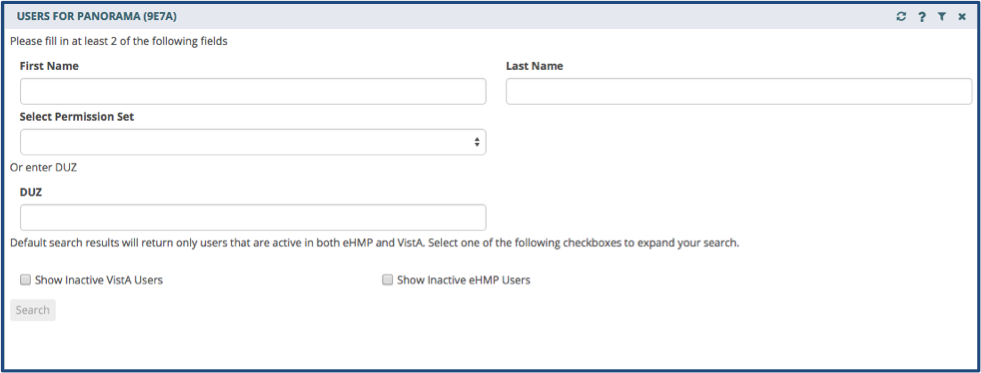 USERS FOR PANORAMA (9E7A)
Please fill in at least 2 of the following fields
First Name
Last Name
Select Permission Set
Or enter DUZ
DUZ
Default search results will return only users that are active in both eHMP and VistA. Select one of the following checkboxes to expand your search.
Show Inactive VistA Users
Show Inactive eHMP Users
Search